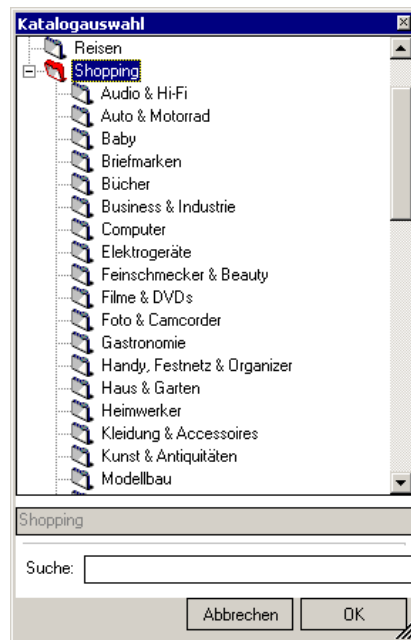 Katalogauswahl
Reisen
Shopping
Audio & Hi-Fi
Auto & Motorrad
Baby
Briefmarken
Bücher
Business & Industrie
Computer
Elektrogeräte
Feinschmecker & Beauty
Filme & DVDs
Foto & Camcorder
Gastronomie
Handy, Festnetz & Organizer
Haus & Garten
Heimwerker
Kleidung & Accessoires
Kunst & Antiquitäten
Modellbau
Shopping
Suche:
Abbrechen OK